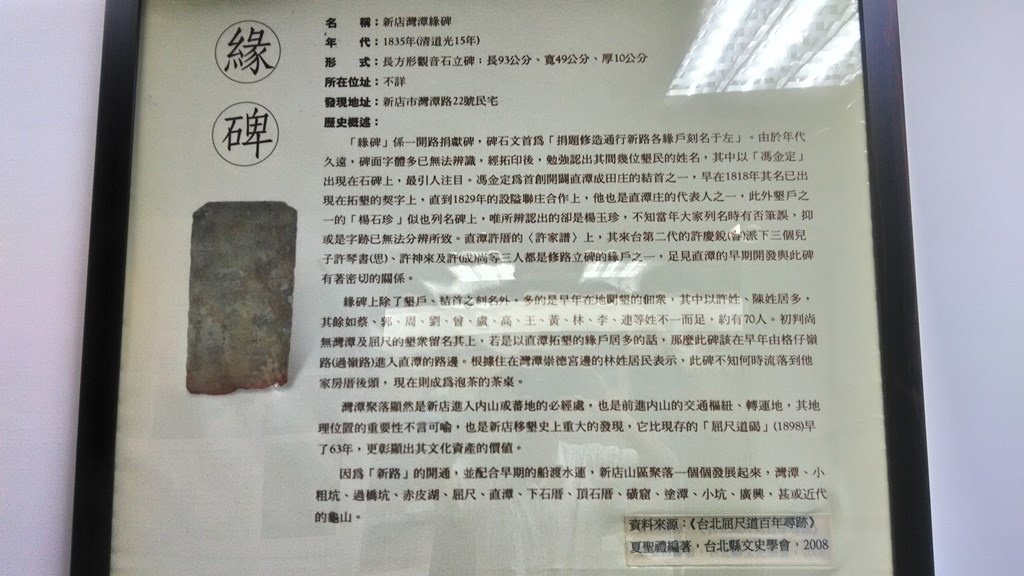 緣
碑
名　稱：新店灣潭緣碑
年　代：1835年(清道光15年)
形　式：長方形觀音石立碑；長93公分、寬49公分、厚10公分
所在位址：不詳
發現地址：新店市灣潭路22號民宅
歷史概述：
「緣碑」係一開路捐獻碑，碑石文首為「捐題修造通行新路各緣戶刻名于左」。由於年代
久遠，碑面字體多已無法辨識，經拓印後，勉強認出其間幾位墾民的姓名，其中以「馮金定」
出現在石碑上，最引人注目。馮金定為首創開闢直潭成田庄的結首之一，早在1818年其名已出
現在拓墾的契字上，直到1829年的設隘聯庄合作上，他也是直潭庄的代表人之一，此外墾戶之
一的「楊石珍」似也列名碑上，唯所辨認出的卻是楊玉珍，不知當年大家列名時有否筆誤，抑
或是字跡已無法分辨所致。直潭許厝的〈許家譜〉上，其來台第二代的許慶銳(睿)派下三個兒
子許琴書(思)、許神來及許(成)尚等三人都是修路立碑的緣戶之一，足見直潭的早期開發與此碑
有著密切的關係。
緣碑上除了墾戶、結首之刻名外，多的是早年在地開墾的佃衆，其中以許姓、陳姓居多，
其餘如蔡、郭、周、劉、曾、盧、高、王、黃、林、李、連等姓不一而足，約有70人。初判尚
無灣潭及屈尺的墾衆留名其上，若是以直潭拓墾的緣戶居多的話，那麼此碑該在早年由格仔嶺
路(過嶺路)進入直潭的路邊。根據住在灣潭崇德宮邊的林姓居民表示，此碑不知何時流落到他
家房厝後頭，現在則成為泡茶的茶桌。
灣潭聚落顯然是新店進入內山或蕃地的必經處，也是前進內山的交通樞紐、轉運地，其地
理位置的重要性不言可喻，也是新店移墾史上重大的發現，它比現存的「屈尺道碣」(1898)早
了63年，更彰顯出其文化資產的價值。
因為「新路」的開通，並配合早期的船渡水運，新店山區聚落一個個發展起來，灣潭、小
粗坑、過橋坑、赤皮湖、屈尺、直潭、下石厝、頂石厝、磺窟、塗潭、小坑、廣興，甚或近代
的龜山。
資料來源：《台北屈尺道百年尋跡》
夏聖禮編著，台北縣文史學會，2008